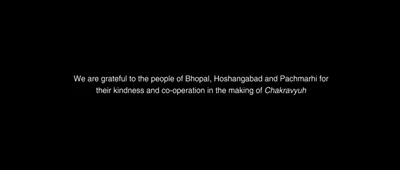 We are grateful to the people of Bhopal, Hoshangabad and Pachmarhi for
their kindness and co-operation in the making of Chakravyuh